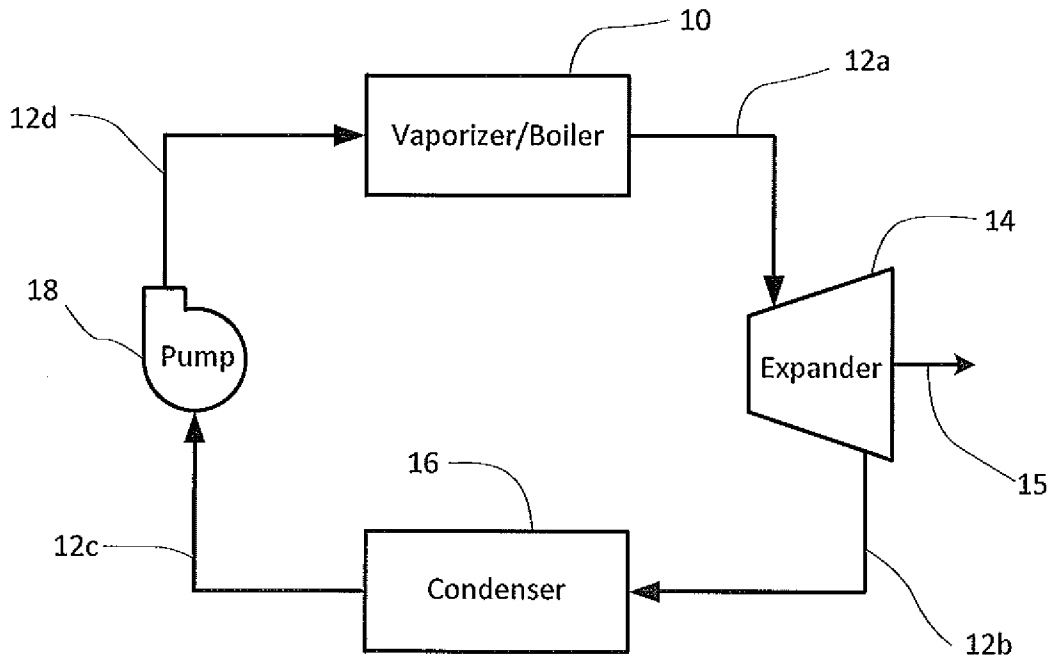 10
12a
12d
Vaporizer/Boiler
14
18
Pump
Expander
16
15
12c
Condenser
12b